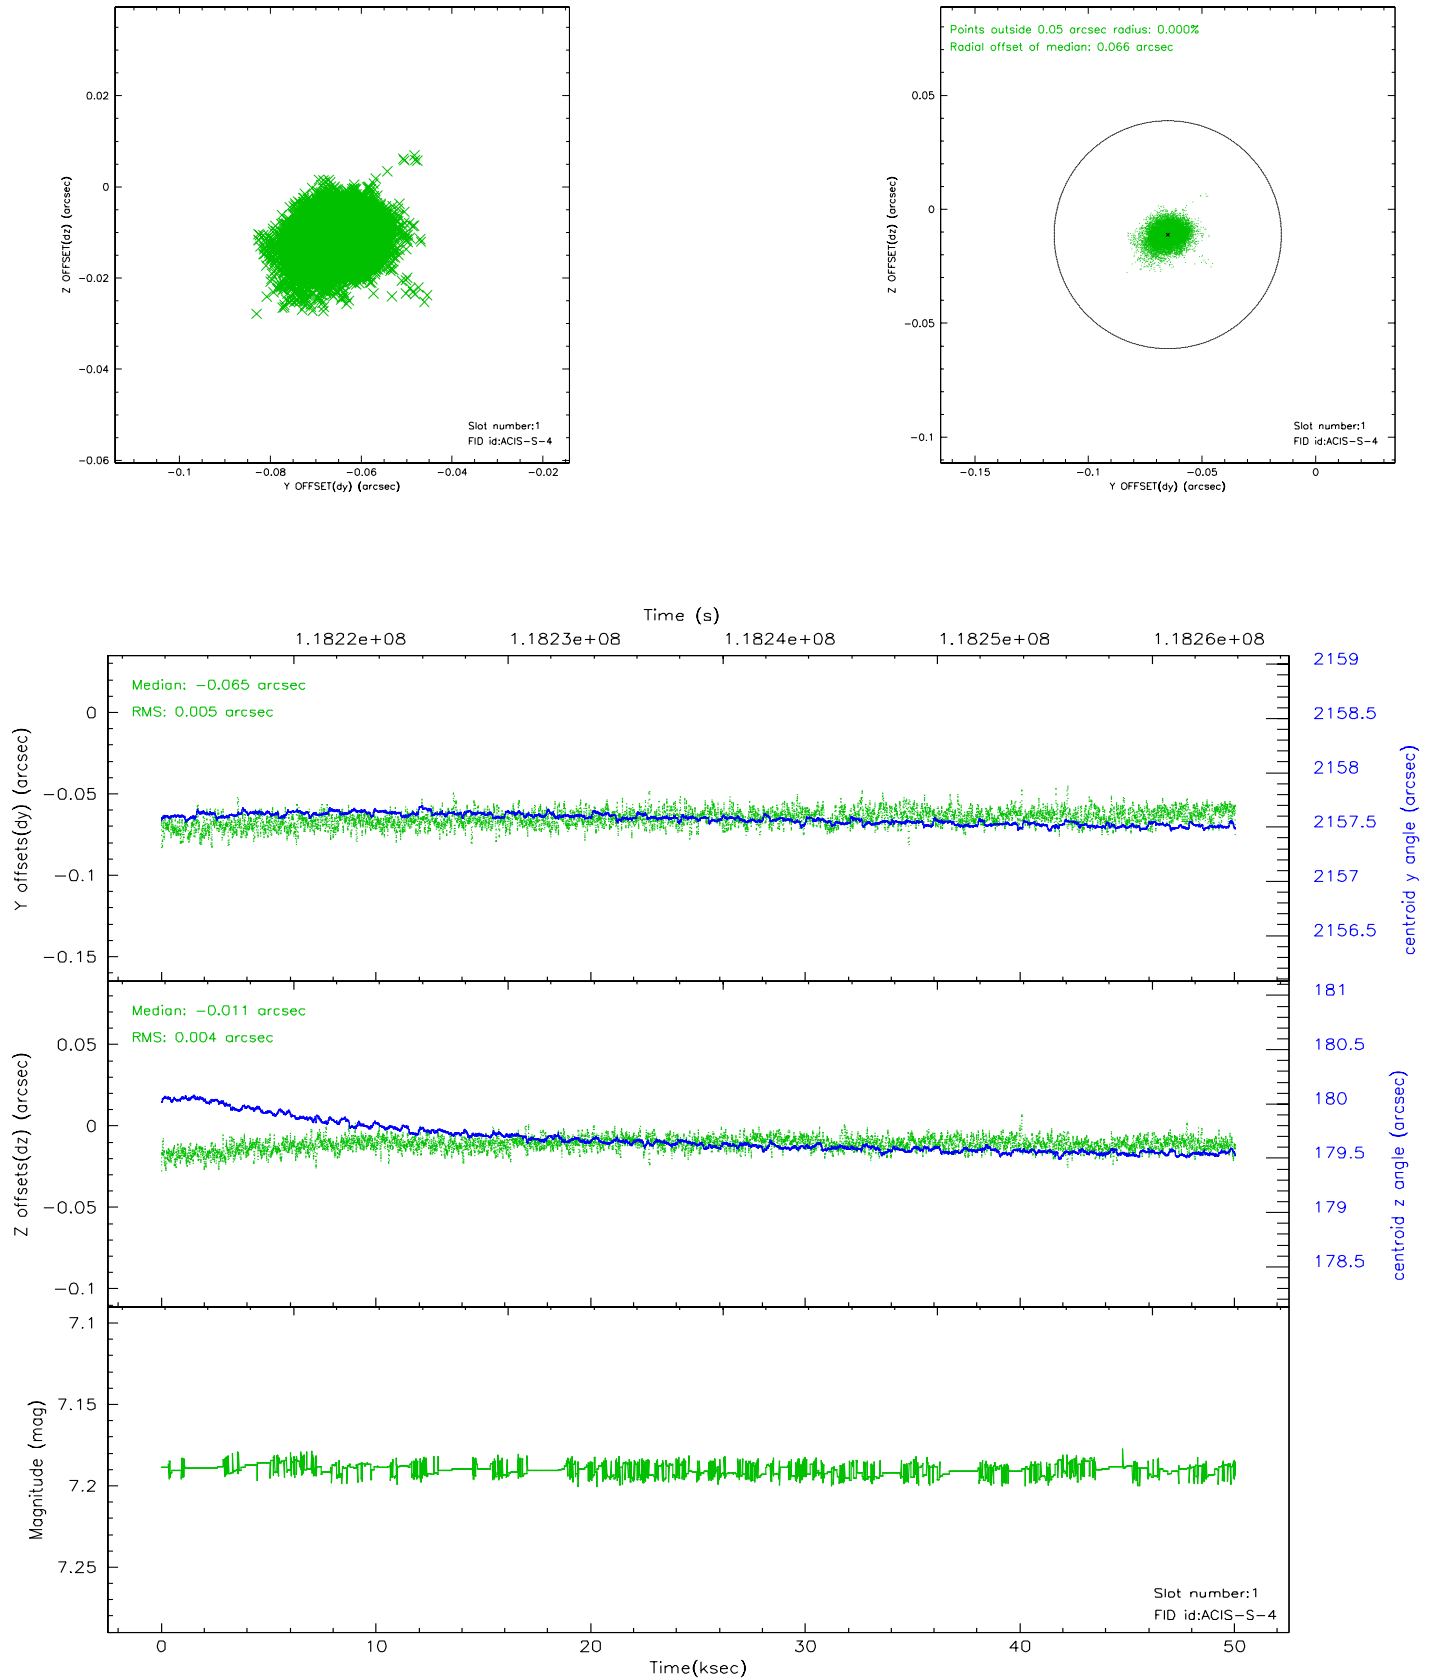 0.02
0
−0.02
−0.04
−0.06
Z OFFSET(dz) (arcsec)
Slot number:1
FID id:ACIS−S−4
−0.1
−0.08
−0.06
−0.04
−0.02
Y OFFSET(dy) (arcsec)
Points outside 0.05 arcsec radius: 0.000%
Radial offset of median: 0.066 arcsec
0.05
0
−0.05
−0.1
Z OFFSET(dz) (arcsec)
Slot number:1
FID id:ACIS−S−4
−0.15
−0.1
−0.05
0
Y OFFSET(dy) (arcsec)
Time (s)
1.1822e+08
1.1823e+08
1.1824e+08
1.1825e+08
1.1826e+08
Median: −0.065 arcsec
RMS: 0.005 arcsec
0
−0.05
−0.1
−0.15
Y offsets(dy) (arcsec)
2159
2158.5
2158
2157.5
2157
2156.5
centroid y angle (arcsec)
Median: −0.011 arcsec
RMS: 0.004 arcsec
0.05
0
−0.05
−0.1
Z offsets(dz) (arcsec)
181
180.5
180
179.5
179
178.5
centroid z angle (arcsec)
7.1
7.15
7.2
7.25
Magnitude (mag)
Slot number:1
FID id:ACIS−S−4
0
10
20
30
40
50
Time(ksec)